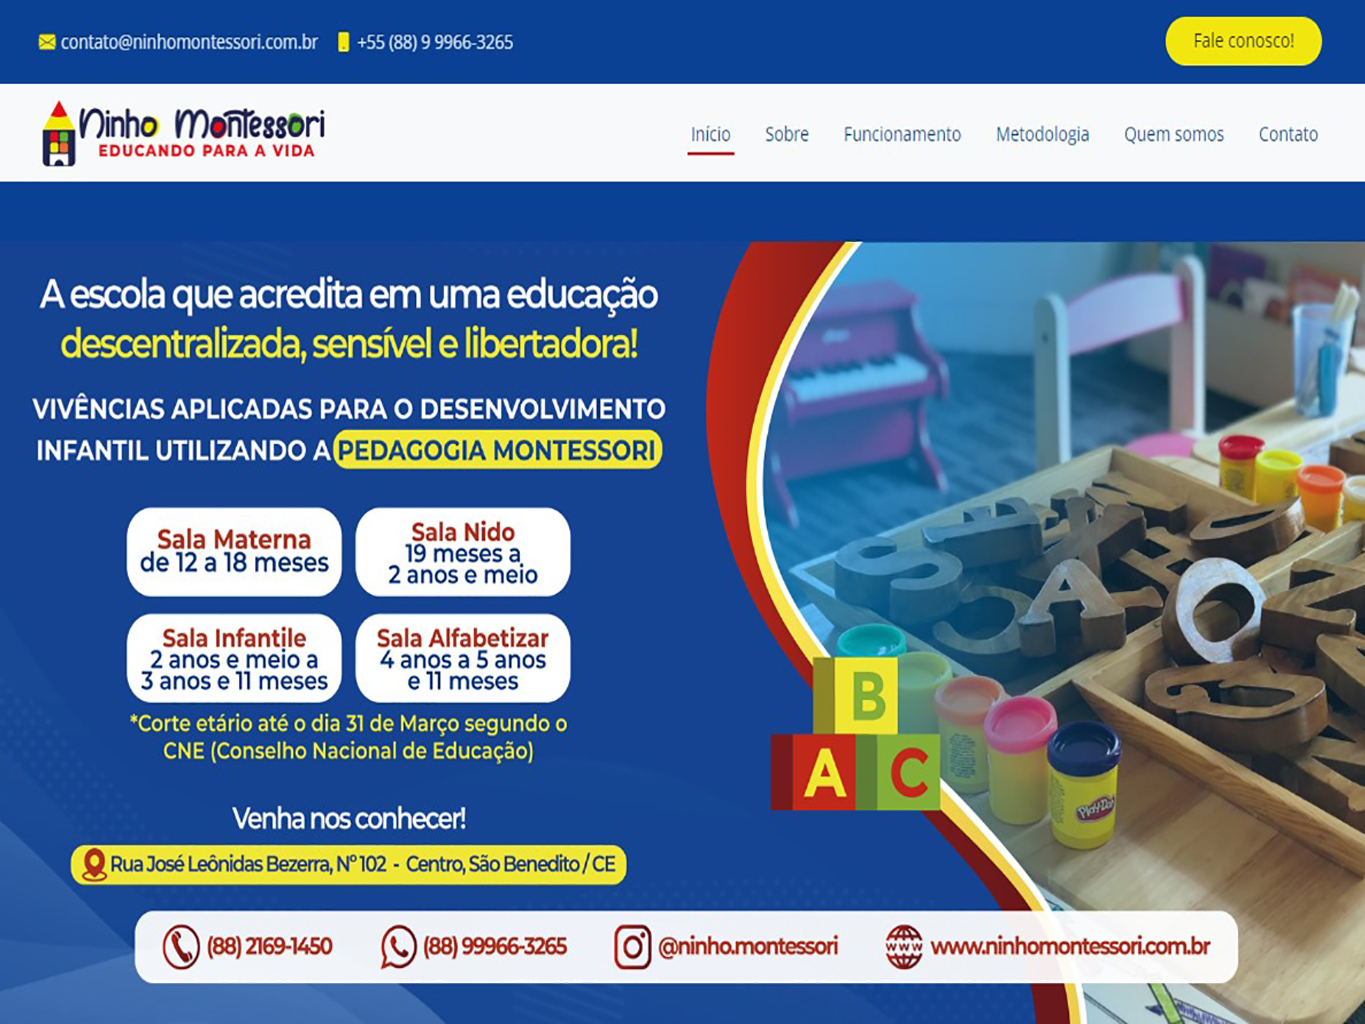 contato@ninhomontessori.com.br
+55 (88) 9 9966-3265
Fale conosco!
Ninho Montessori
EDUCANDO PARA A VIDA
Início
Sobre
Funcionamento
Metodologia
Quem somos
Contato
A escola que acredita em uma educação
descentralizada, sensível e libertadora!
VIVÊNCIAS APLICADAS PARA O DESENVOLVIMENTO
INFANTIL UTILIZANDO A PEDAGOGIA MONTESSORI
Sala Materna
de 12 a 18 meses
Sala Nido
19 meses a
2 anos e meio
Sala Infantile
2 anos e meio a
3 anos e 11 meses
Sala Alfabetizar
4 anos a 5 anos
e 11 meses
*Corte etário até o dia 31 de Março segundo o
CNE (Conselho Nacional de Educação)
B
A C
Play-Doh
Venha nos conhecer!
Rua José Leônidas Bezerra, Nº 102 - Centro, São Benedito / CE
(88) 2169-1450
(88) 99966-3265
@ninho.montessori
WWW
www.ninhomontessori.com.br